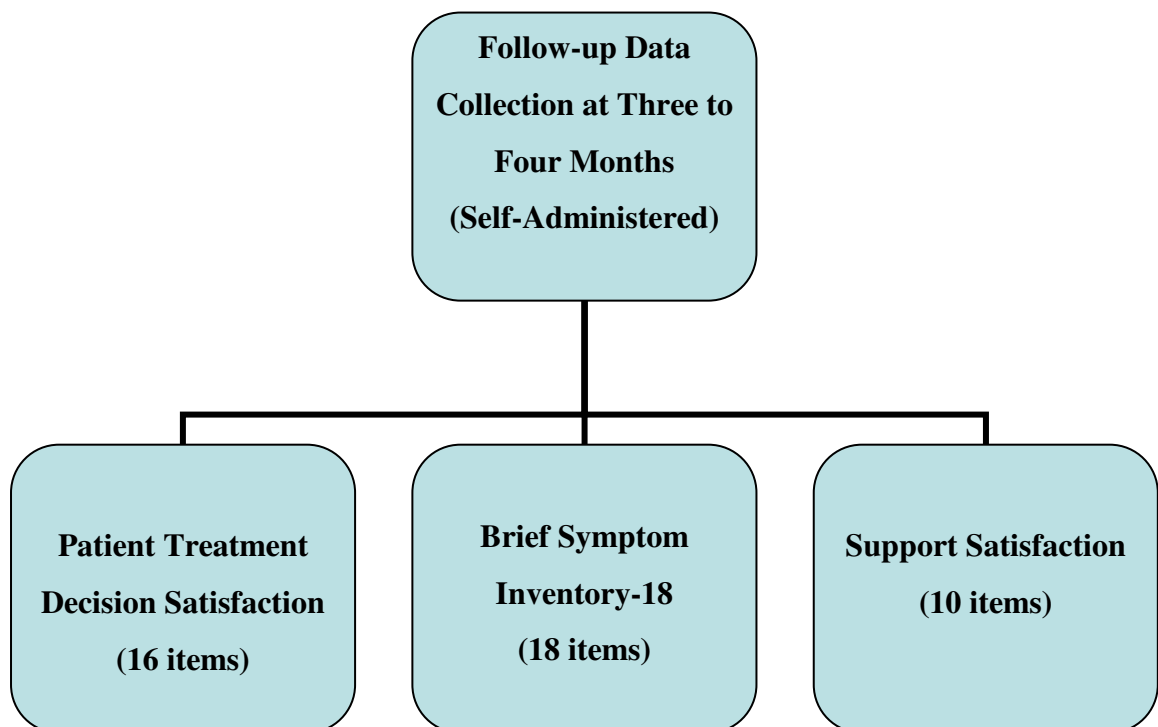 Follow-up Data
Collection at Three to
Four Months
(Self-Administered)
Patient Treatment
Decision Satisfaction
(16 items)
Brief Symptom
Inventory-18
(18 items)
Support Satisfaction
(10 items)